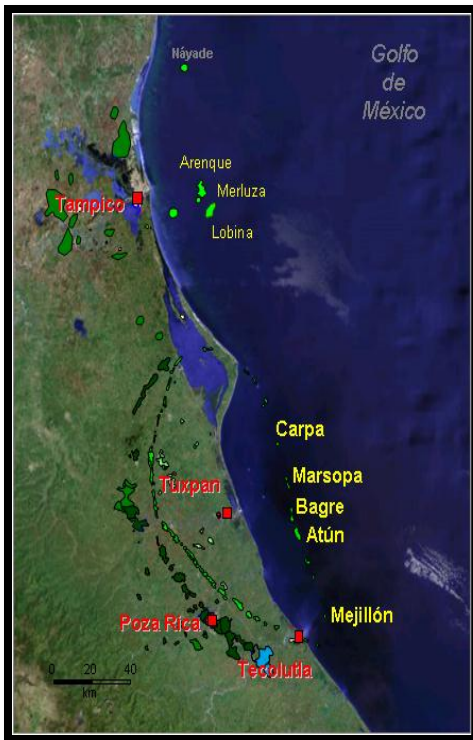 Náyade
Golfo
de
México
Arenque
Merluza
Tampico
Lobina
Carpa
Marsopa
Tuxpan
Bagre
Atún
Mejillón
Poza Rica
Tecolutla
0 20 40
km